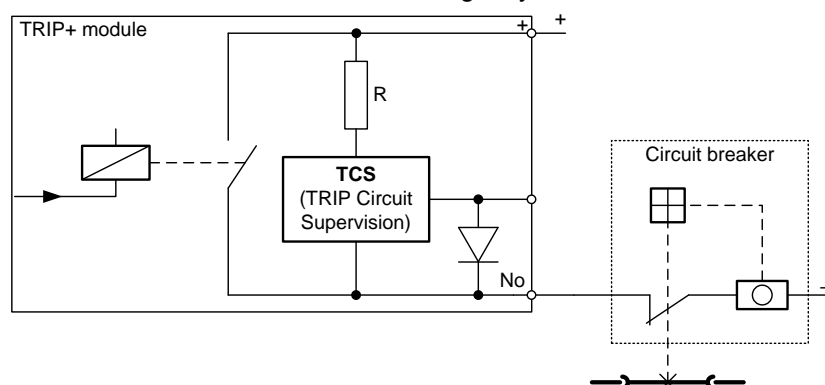 TRIP+ module
+
+
R
TCS
(TRIP Circuit
Supervision)
Circuit breaker
No
-